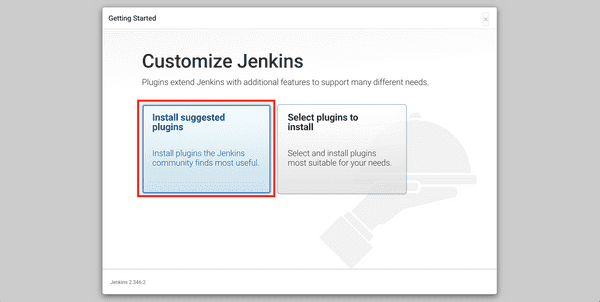 Getting Started
Customize Jenkins
Plugins extend Jenkins with additional features to support many different needs.
Install suggested
plugins
Install plugins the Jenkins
community finds most useful.
Select plugins to
install
Select and install plugins
most suitable for your needs.
Jenkins 2.346.2